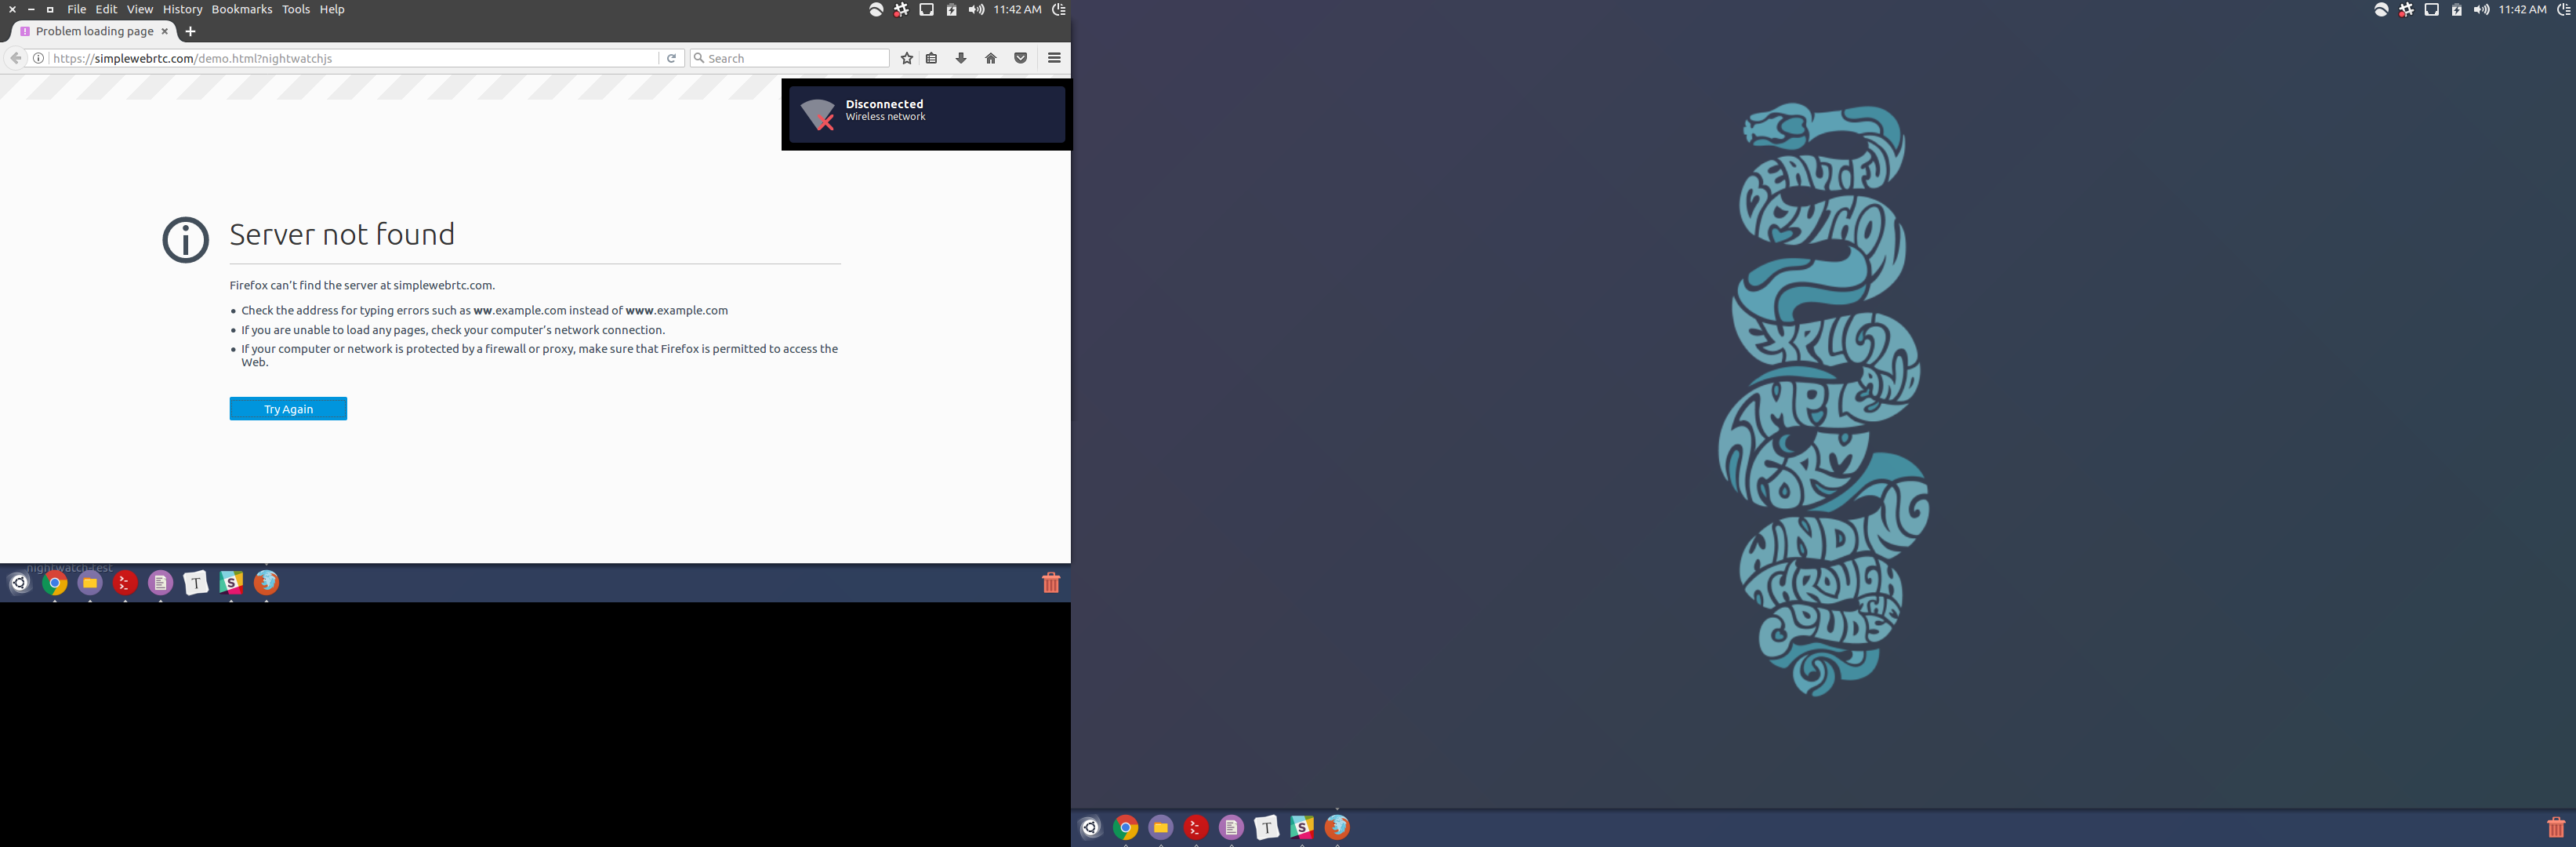 File Edit View History Bookmarks Tools Help
11:42 AM
Problem loading page
https://simplewebrtc.com/demo.html?nightwatchjs
Search
Disconnected
Wireless network
Server not found
Firefox can't find the server at simplewebrtc.com.
Check the address for typing errors such as ww.example.com instead of www.example.com
If you are unable to load any pages, check your computer's network connection.
If your computer or network is protected by a firewall or proxy, make sure that Firefox is permitted to access the
Web.
Try Again
nightwatch-test
T
S
11:42 AM
BEAUTIFUL
PYTHON
EXPLICIT
AND
SIMPLE
FORM
WINDING
THROUGH
THE
CLOUDS
T
S